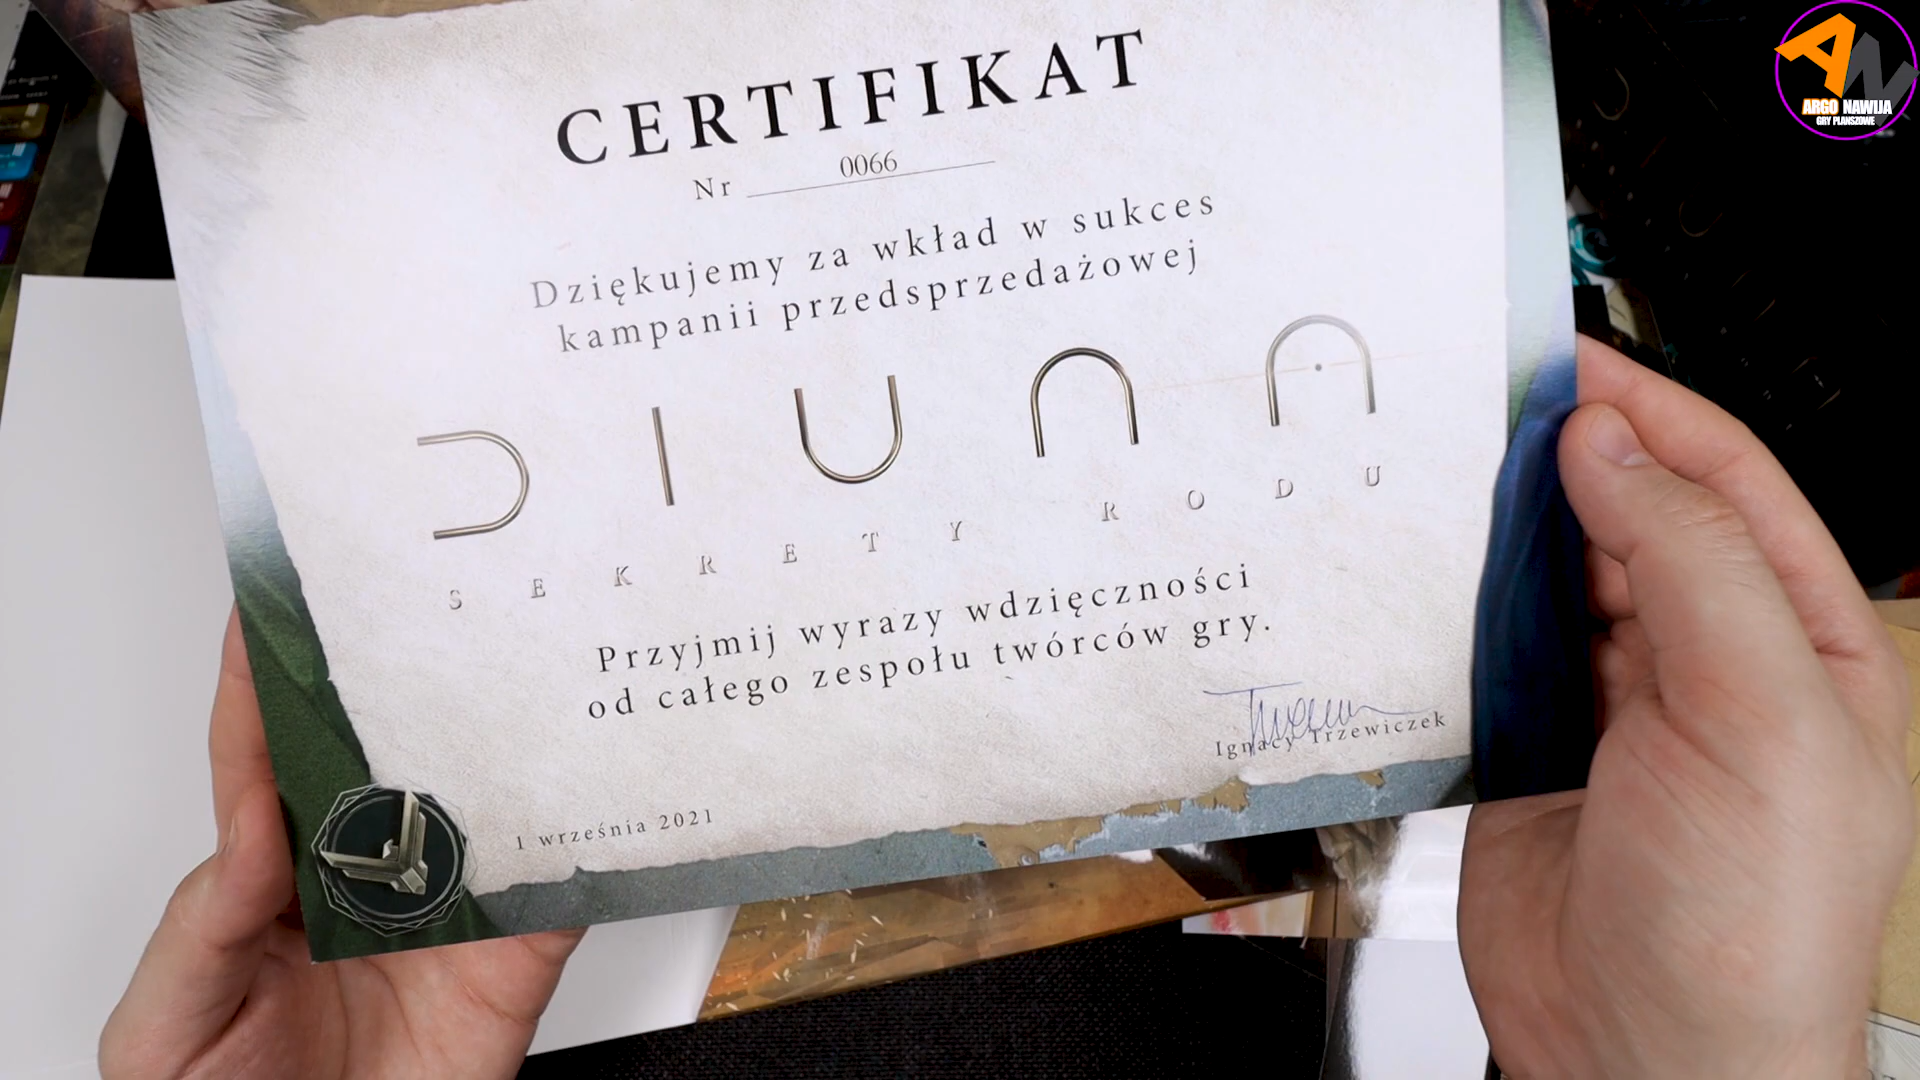 CERTIFIKAT
Nr 0066
Dziękujemy za wkład w sukces
kampanii przedsprzedażowej
DIUNA
SEKRETY RODU
Przyjmij wyrazy wdzięczności
od całego zespołu twórców gry.
Ignacy Trzewiczek
1 września 2021
AN
ARGO NAWIJA
GRY PLANSZOWE